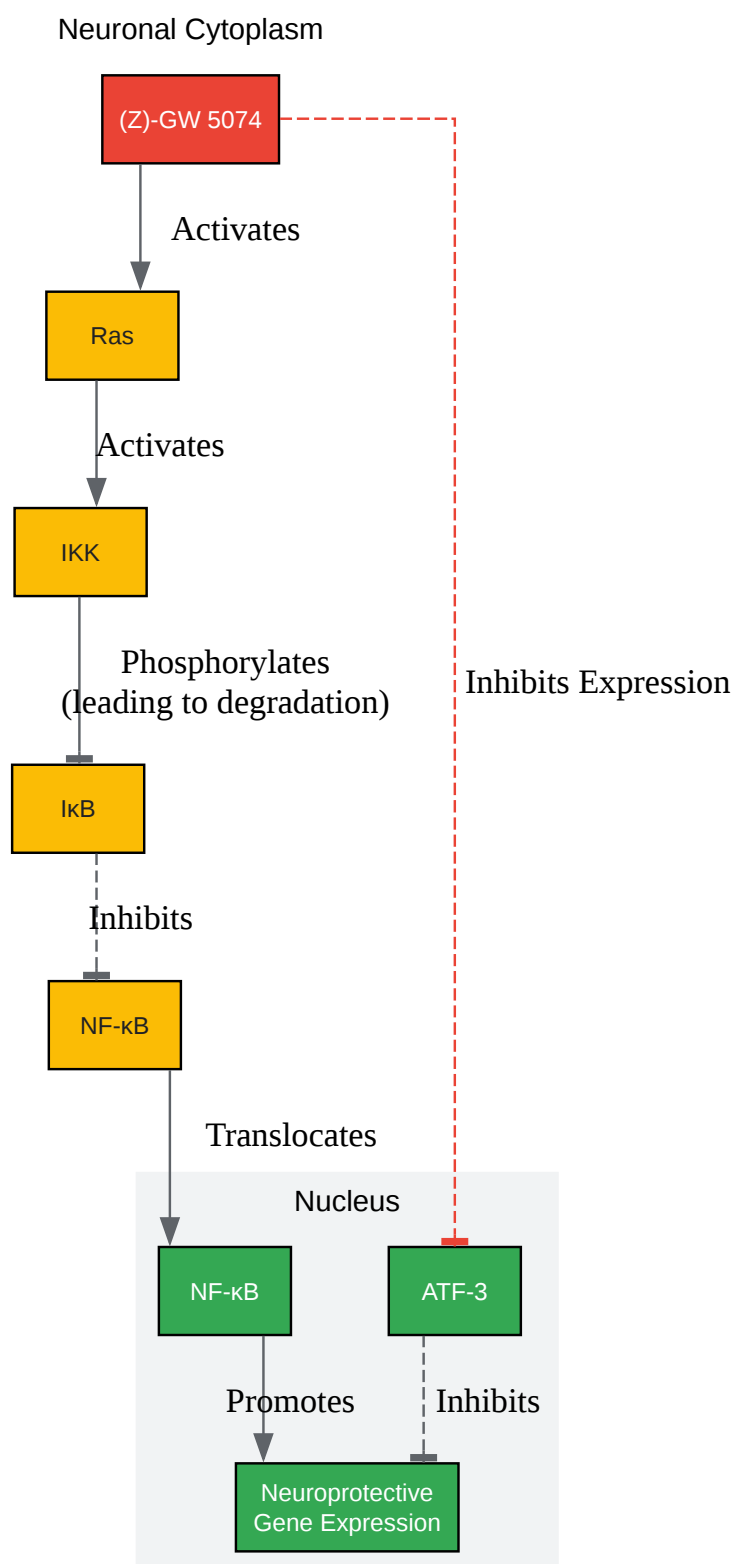 Neuronal Cytoplasm
(Z)-GW 5074
Activates
Ras
Activates
IKK
Phosphorylates
(leading to degradation)
Inhibits Expression
IκB
Inhibits
NF-κB
Translocates
Nucleus
NF-κB
ATF-3
Promotes
Inhibits
Neuroprotective
Gene Expression